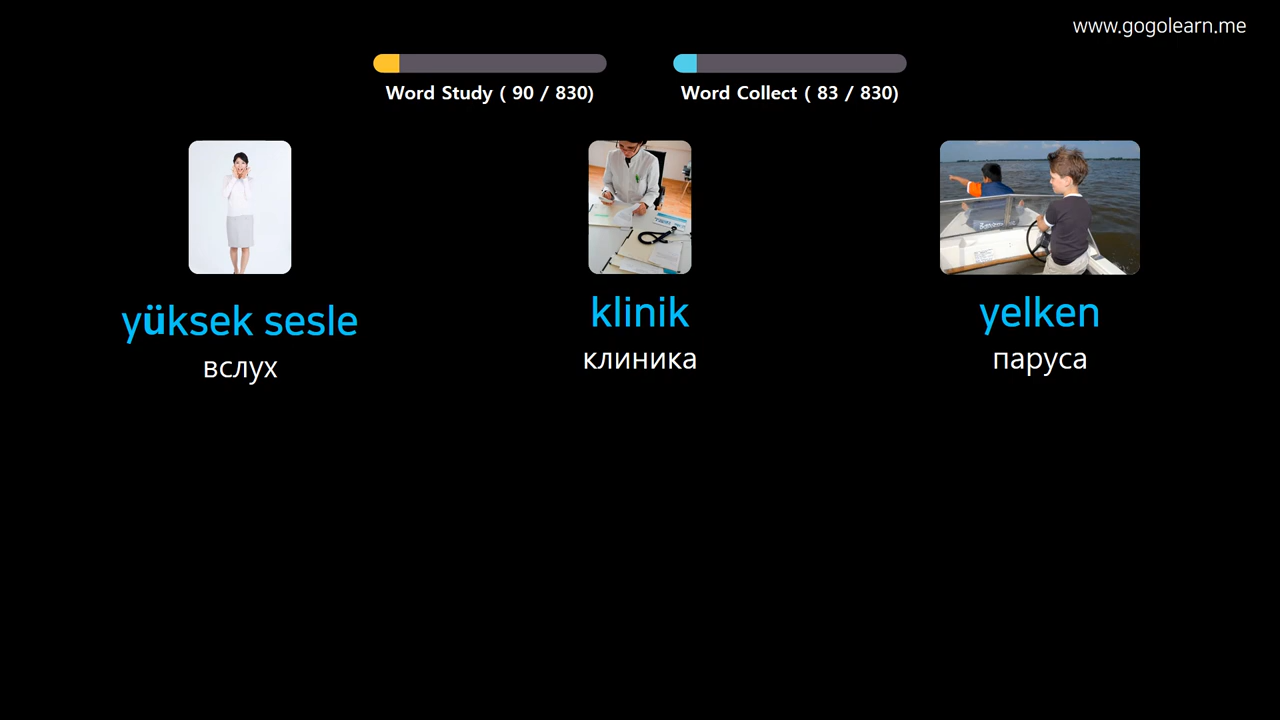 www.gogolearn.me
Word Study ( 90 / 830)
Word Collect ( 83 / 830)
yüksek sesle
вслух
klinik
клиника
yelken
паруса